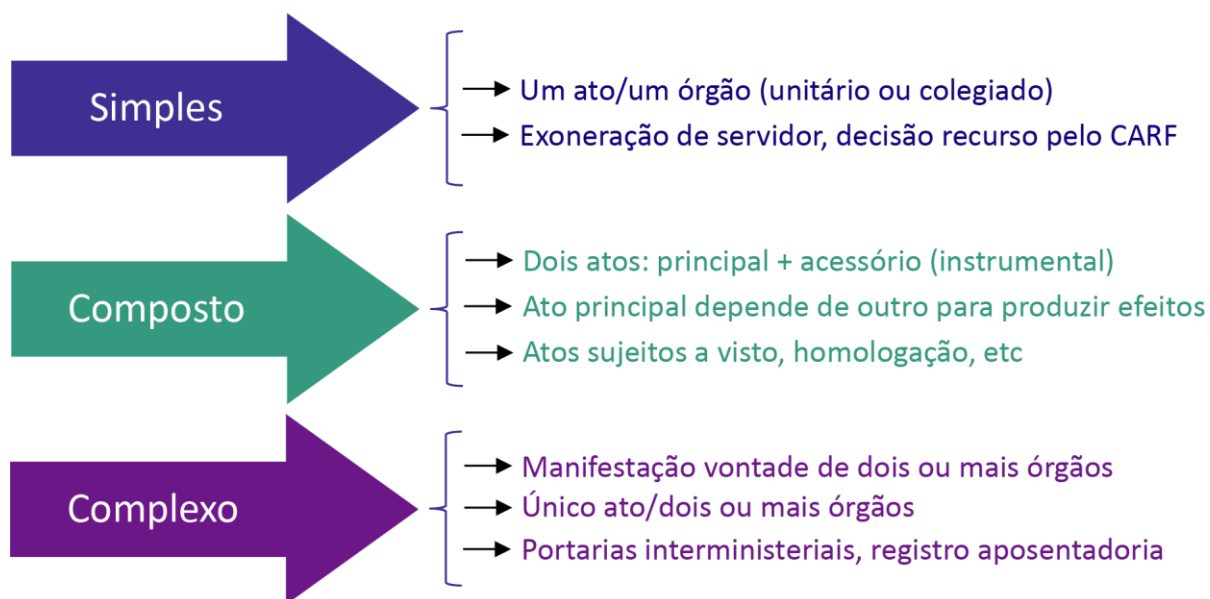 Simples
Um ato/um órgão (unitário ou colegiado)
Exoneração de servidor, decisão recurso pelo CARF
Composto
Dois atos: principal + acessório (instrumental)
Ato principal depende de outro para produzir efeitos
Atos sujeitos a visto, homologação, etc
Complexo
Manifestação vontade de dois ou mais órgãos
Único ato/dois ou mais órgãos
Portarias interministeriais, registro aposentadoria